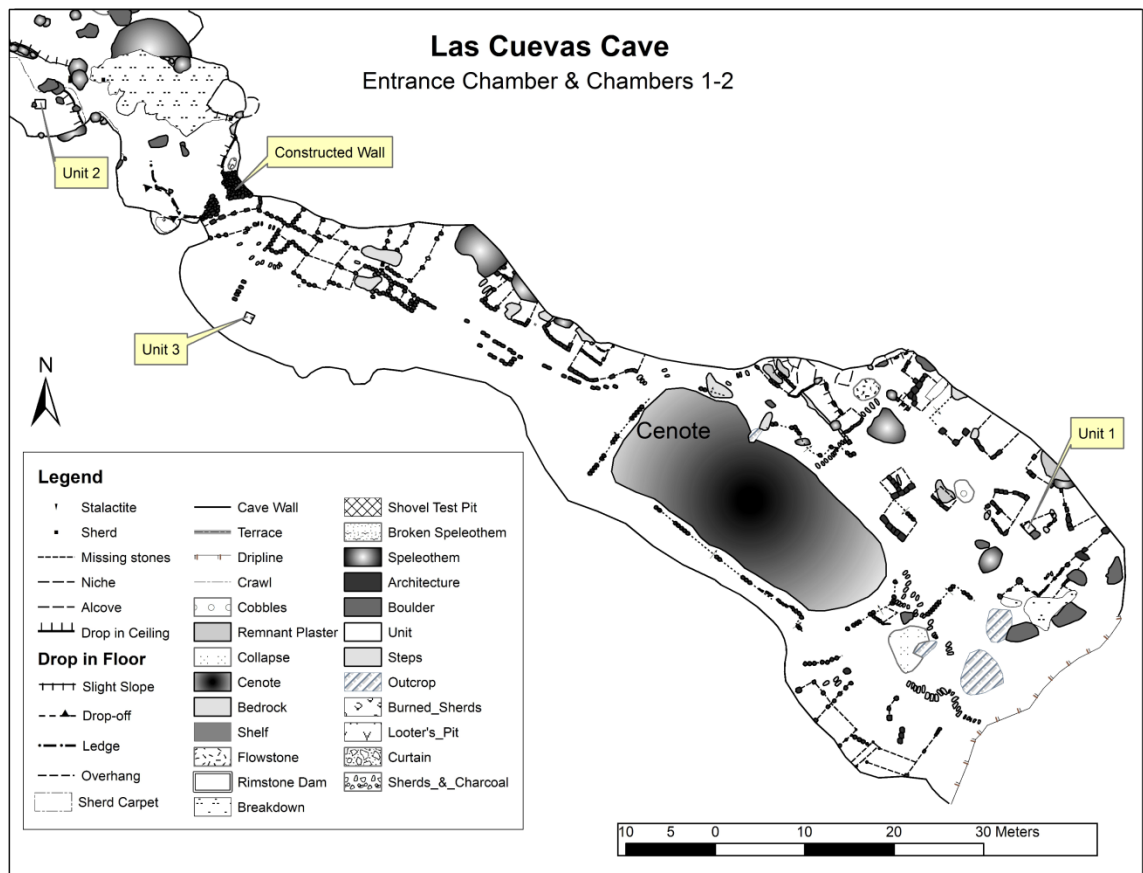 Las Cuevas Cave
Entrance Chamber & Chambers 1-2
Unit 2
Constructed Wall
Unit 3
N
Cenote
Unit 1
Legend
Stalactite
Sherd
Missing stones
Niche
Alcove
Drop in Ceiling
Drop in Floor
Slight Slope
Drop-off
Ledge
Overhang
Sherd Carpet
Cave Wall
Terrace
Dripline
Crawl
Cobbles
Remnant Plaster
Collapse
Cenote
Bedrock
Shelf
Flowstone
Rimstone Dam
Breakdown
Shovel Test Pit
Broken Speleothem
Speleothem
Architecture
Boulder
Unit
Steps
Outcrop
Burned_Sherds
Looter's_Pit
Curtain
Sherds_&_Charcoal
10 5 0 10 20 30 Meters